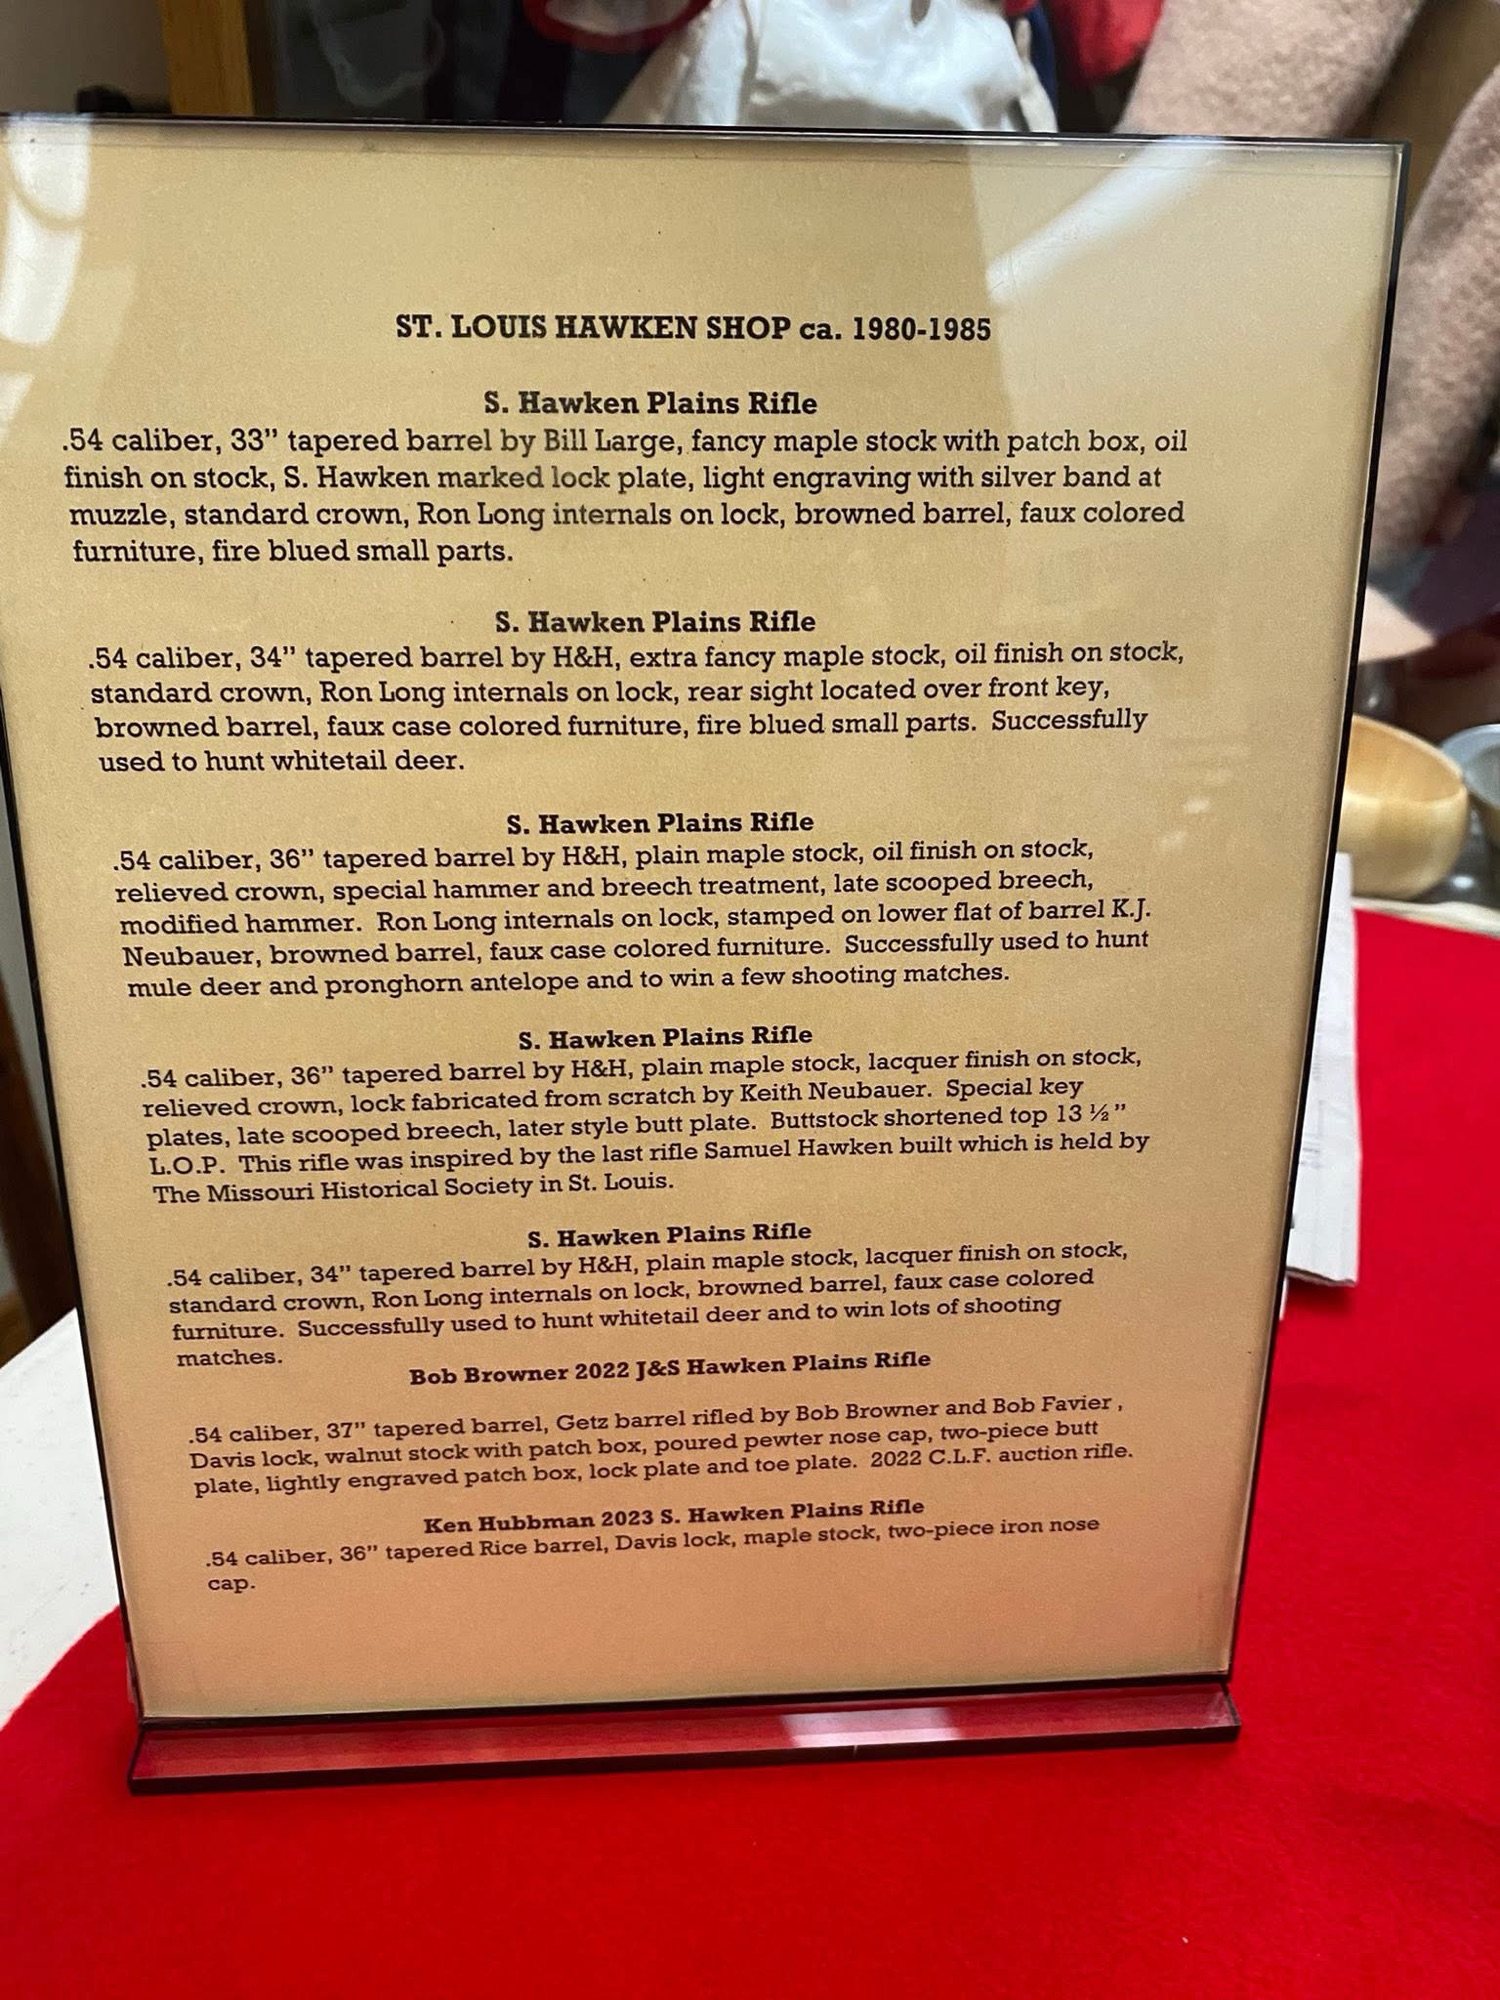 ST. LOUIS HAWKEN SHOP ca. 1980-1985
S. Hawken Plains Rifle
.54 caliber, 33” tapered barrel by Bill Large, fancy maple stock with patch box, oil
finish on stock, S. Hawken marked lock plate, light engraving with silver band at
muzzle, standard crown, Ron Long internals on lock, browned barrel, faux colored
furniture, fire blued small parts.
S. Hawken Plains Rifle
.54 caliber, 34” tapered barrel by H&H, extra fancy maple stock, oil finish on stock,
standard crown, Ron Long internals on lock, rear sight located over front key,
browned barrel, faux case colored furniture, fire blued small parts. Successfully
used to hunt whitetail deer.
S. Hawken Plains Rifle
.54 caliber, 36” tapered barrel by H&H, plain maple stock, oil finish on stock,
relieved crown, special hammer and breech treatment, late scooped breech,
modified hammer. Ron Long internals on lock, stamped on lower flat of barrel K.J.
Neubauer, browned barrel, faux case colored furniture. Successfully used to hunt
mule deer and pronghorn antelope and to win a few shooting matches.
S. Hawken Plains Rifle
.54 caliber, 36” tapered barrel by H&H, plain maple stock, lacquer finish on stock,
relieved crown, lock fabricated from scratch by Keith Neubauer. Special key
plates, late scooped breech, later style butt plate. Buttstock shortened top 13 ½”
L.O.P. This rifle was inspired by the last rifle Samuel Hawken built which is held by
The Missouri Historical Society in St. Louis.
S. Hawken Plains Rifle
.54 caliber, 34” tapered barrel by H&H, plain maple stock, lacquer finish on stock,
standard crown, Ron Long internals on lock, browned barrel, faux case colored
furniture. Successfully used to hunt whitetail deer and to win lots of shooting
matches.
Bob Browner 2022 J&S Hawken Plains Rifle
.54 caliber, 37” tapered barrel, Getz barrel rifled by Bob Browner and Bob Favier ,
Davis lock, walnut stock with patch box, poured pewter nose cap, two-piece butt
plate, lightly engraved patch box, lock plate and toe plate. 2022 C.L.F. auction rifle.
Ken Hubbman 2023 S. Hawken Plains Rifle
.54 caliber, 36” tapered Rice barrel, Davis lock, maple stock, two-piece iron nose
cap.